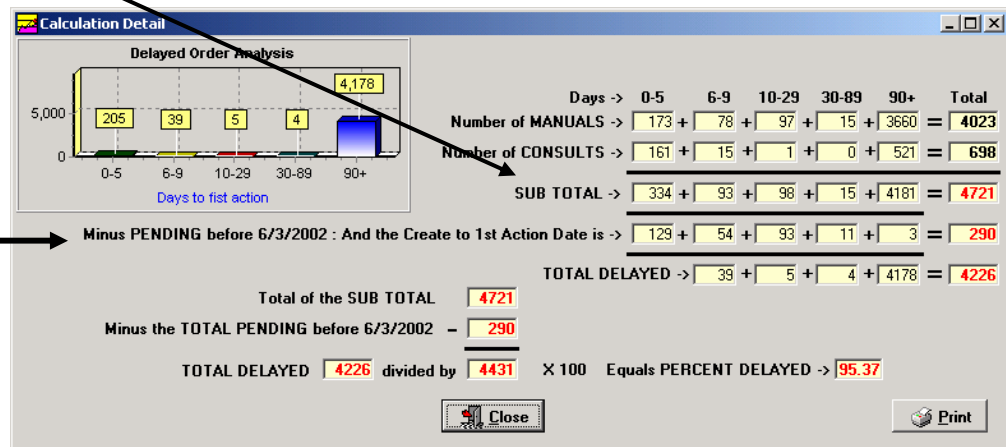 Calculation Detail
Delayed Order Analysis
4,178
5,000
205 39 5 4
0
0-5 6-9 10-29 30-89 90+
Days to fist action
Days -> 0-5 6-9 10-29 30-89 90+ Total
Number of MANUALS -> 173 + 78 + 97 + 15 + 3660 = 4023
Number of CONSULTS -> 161 + 15 + 1 + 0 + 521 = 698
SUB TOTAL -> 334 + 93 + 98 + 15 + 4181 = 4721
Minus PENDING before 6/3/2002 : And the Create to 1st Action Date is -> 129 + 54 + 93 + 11 + 3 = 290
TOTAL DELAYED -> 39 + 5 + 4 + 4178 = 4226
Total of the SUB TOTAL 4721
Minus the TOTAL PENDING before 6/3/2002 – 290
TOTAL DELAYED 4226 divided by 4431 X 100 Equals PERCENT DELAYED -> 95.37
Close
Print